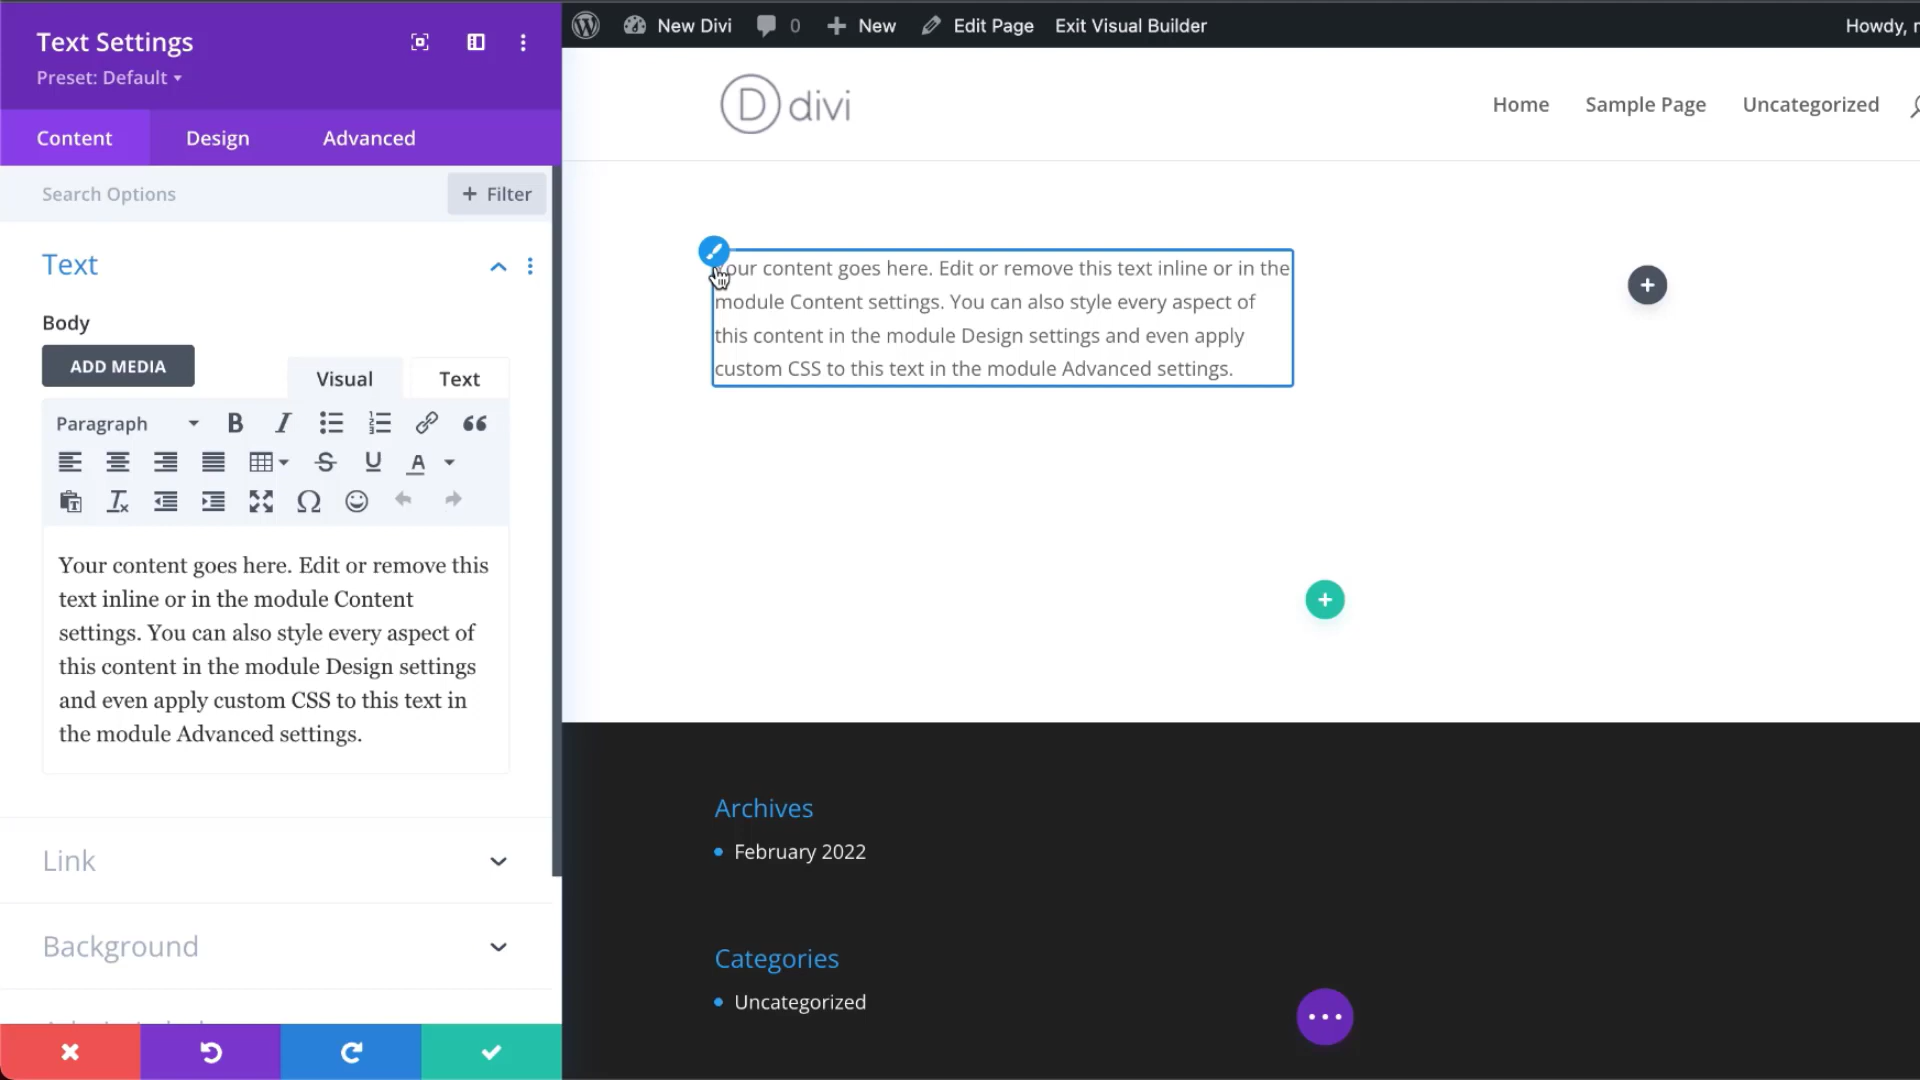 Text Settings
Preset: Default
Content Design Advanced
Search Options
+ Filter
Text
Body
ADD MEDIA
Visual Text
Paragraph
Your content goes here. Edit or remove this
text inline or in the module Content
settings. You can also style every aspect of
this content in the module Design settings
and even apply custom CSS to this text in
the module Advanced settings.
Link
Background
New Divi 0 + New Edit Page Exit Visual Builder
Howdy,
D divi
Home Sample Page Uncategorized
Your content goes here. Edit or remove this text inline or in the
module Content settings. You can also style every aspect of
this content in the module Design settings and even apply
custom CSS to this text in the module Advanced settings.
Archives
February 2022
Categories
Uncategorized